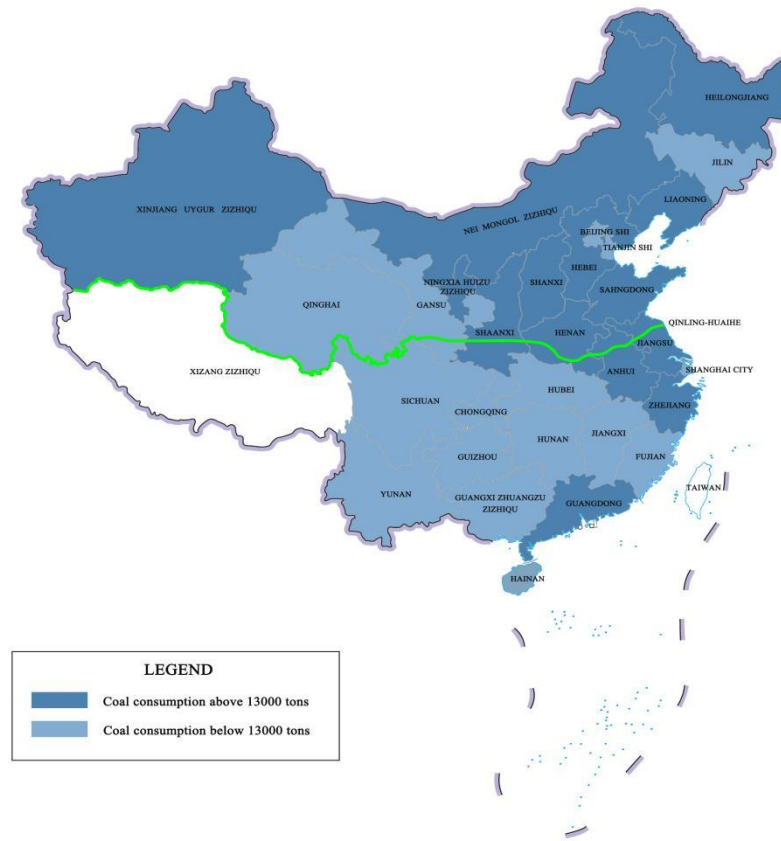 HEILONGJIANG
JILIN
XINJIANG UYGUR ZIZHIQU
LIAONING
NEI MONGOL ZIZHIQU
BEIJING SHI
TIANJIN SHI
HEBEI
NINGXIA HUIZU
ZIZHIQU
SHANXI
SAHNGDONG
QINGHAI
GANSU
QINLING-HUAIHE
SHAANXI
HENAN
JIANGSU
XIZANG ZIZHIQU
ANHUI
SHANGHAI CITY
HUBEI
SICHUAN
CHONGQING
ZHEJIANG
HUNAN
JIANGXI
GUIZHOU
FUJIAN
TAIWAN
YUNAN
GUANGXI ZHUANGZU
ZIZHIQU
GUANGDONG
HAINAN
LEGEND
Coal consumption above 13000 tons
Coal consumption below 13000 tons